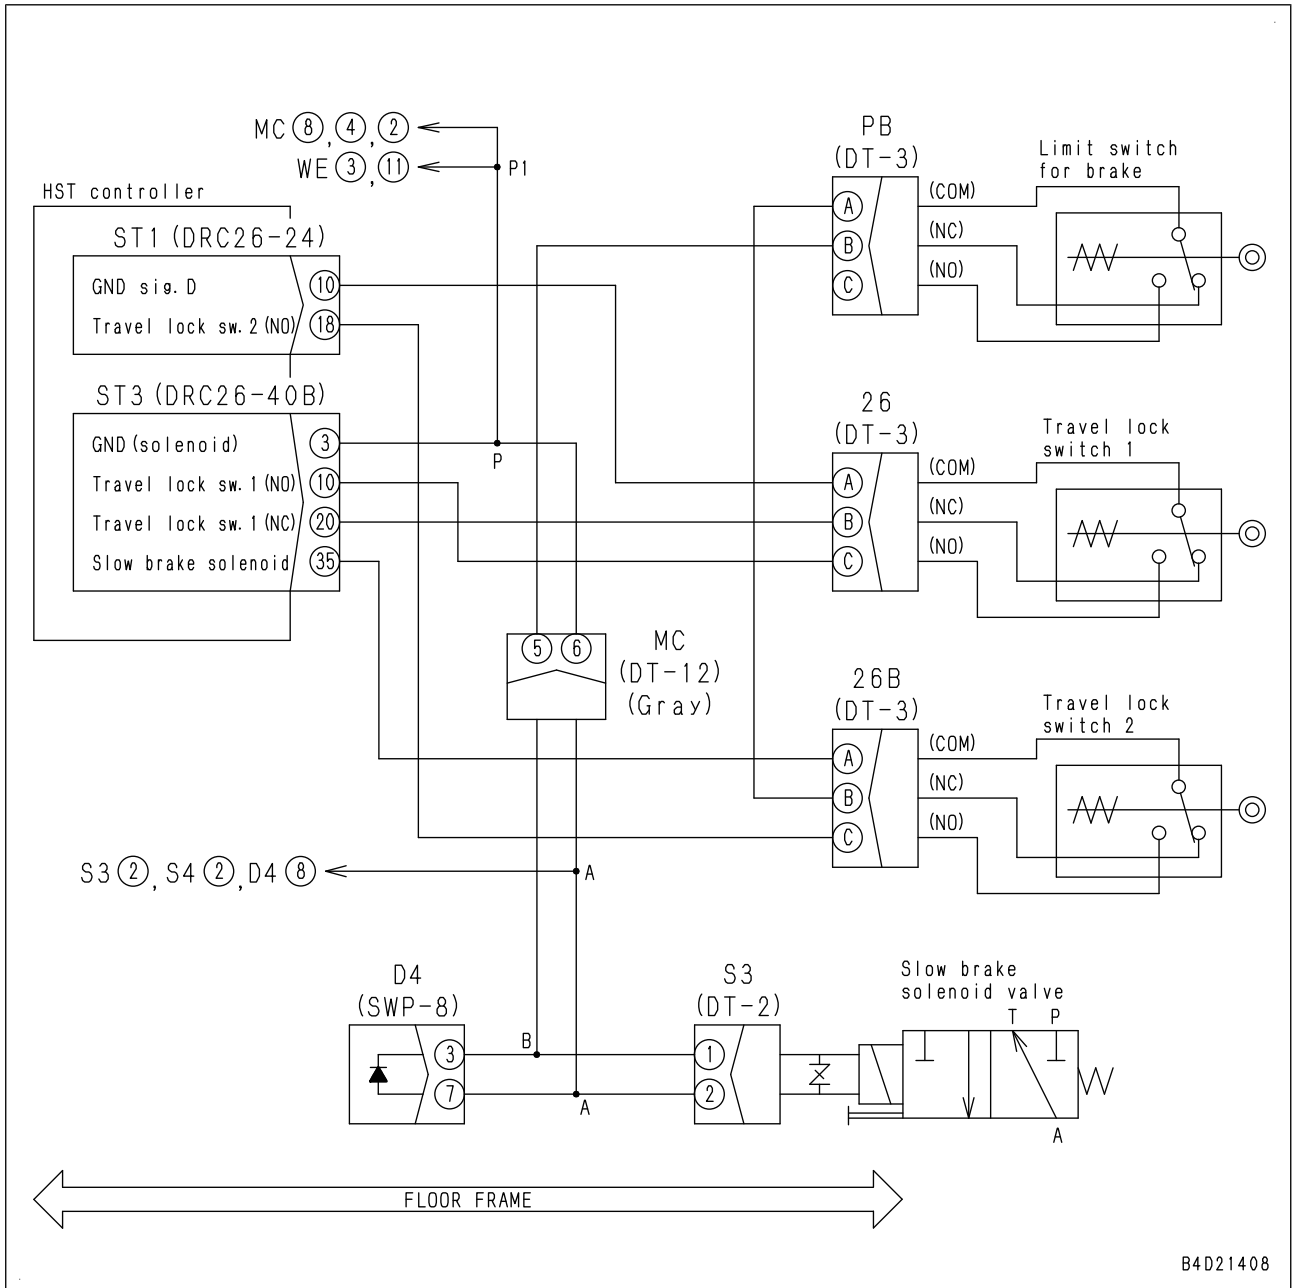 MC 8, 4, 2
WE 3, 11
P1
HST controller
ST1 (DRC26-24)
GND sig. D 10
Travel lock sw. 2 (NO) 18
ST3 (DRC26-40B)
GND (solenoid) 3
P
Travel lock sw. 1 (NO) 10
Travel lock sw. 1 (NC) 20
Slow brake solenoid 35
PB
(DT-3)
A (COM)
B (NC)
C (NO)
Limit switch
for brake
26
(DT-3)
A (COM)
B (NC)
C (NO)
Travel lock
switch 1
5 6
MC
(DT-12)
(Gray)
26B
(DT-3)
A (COM)
B (NC)
C (NO)
Travel lock
switch 2
S3 2, S4 2, D4 8
A
D4
(SWP-8)
3
7
B
A
S3
(DT-2)
1
2
Slow brake
solenoid valve
T P
A
FLOOR FRAME
B4D21408